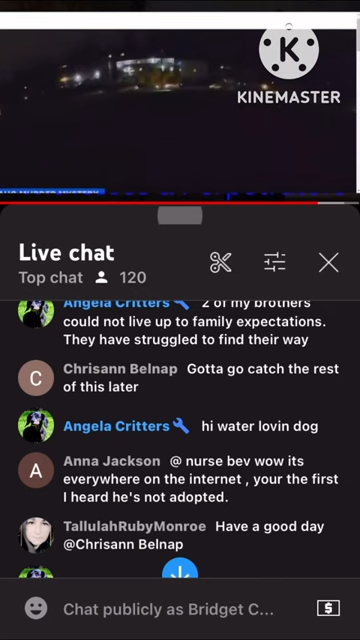 K
KINEMASTER
Live chat
Top chat 120
Angela Critters 2 of my brothers
could not live up to family expectations.
They have struggled to find their way
C Chrisann Belnap Gotta go catch the rest
of this later
Angela Critters hi water lovin dog
A Anna Jackson @ nurse bev wow its
everywhere on the internet , your the first
I heard he's not adopted.
TallulahRubyMonroe Have a good day
@Chrisann Belnap
Chat publicly as Bridget C... $